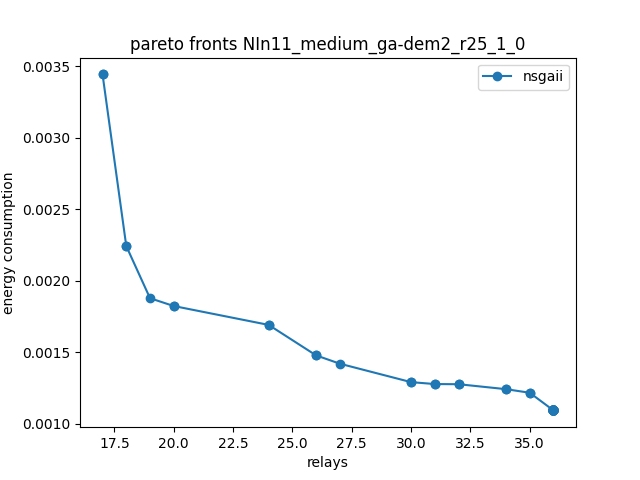 pareto fronts NIn11_medium_ga-dem2_r25_1_0
nsgaii
energy consumption
0.0035
0.0030
0.0025
0.0020
0.0015
0.0010
17.5 20.0 22.5 25.0 27.5 30.0 32.5 35.0
relays